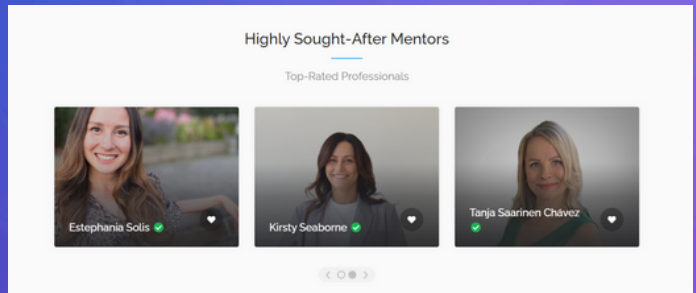 Highly Sought-After Mentors
Top-Rated Professionals
Estephania Solis
Kirsty Seaborne
Tanja Saarinen Chávez